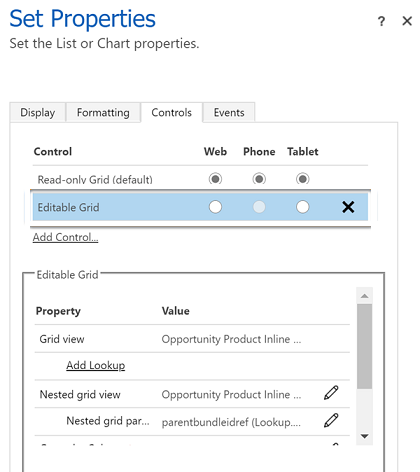 Set Properties
? ×
Set the List or Chart properties.
Display Formatting Controls Events
Control Web Phone Tablet
Read-only Grid (default)
Editable Grid
Add Control...
Editable Grid
Property Value
Grid view Opportunity Product Inline ...
Add Lookup
Nested grid view Opportunity Product Inline ...
Nested grid par... parentbundleidref (Lookup....